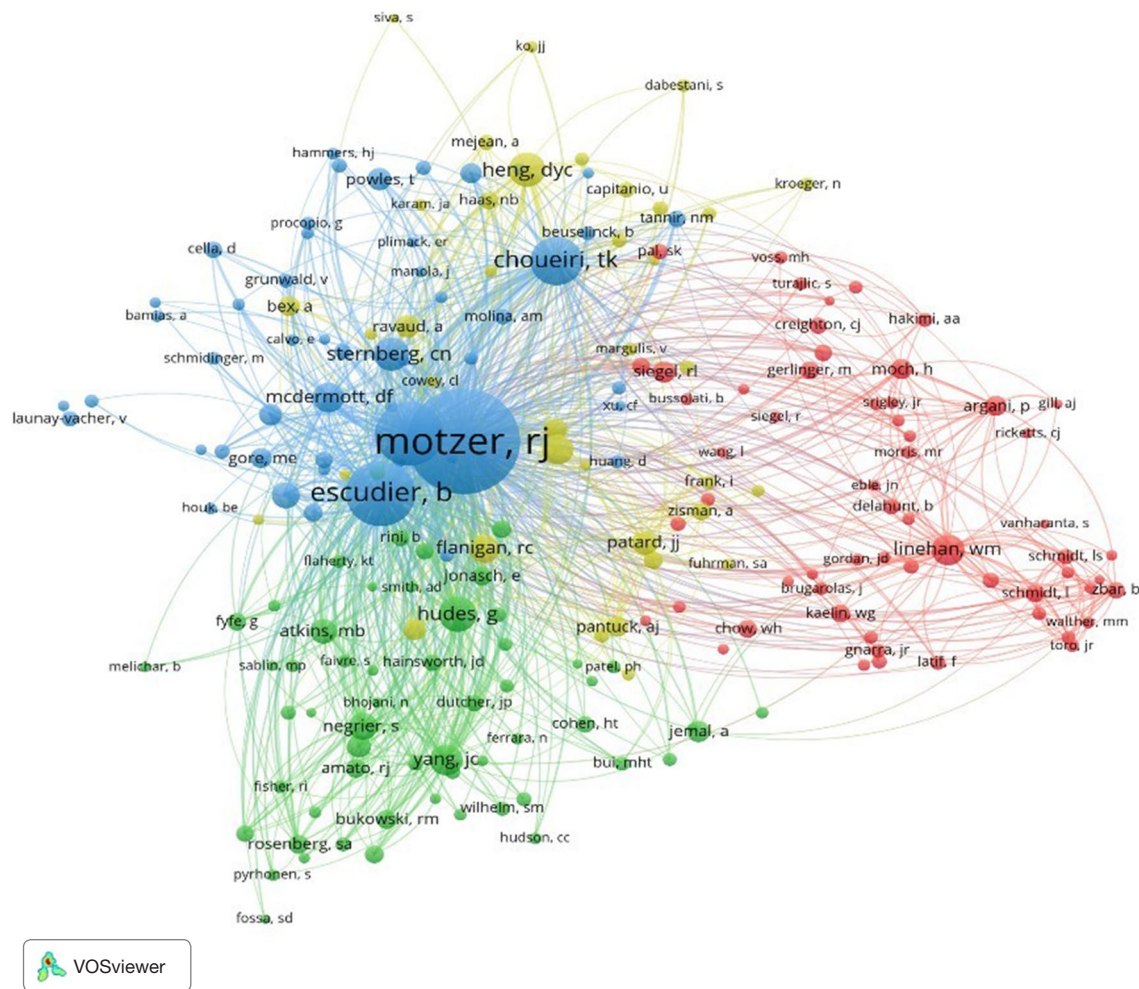 siva, s
ko, jj
dabestani, s
mejean, a
hammers, hj
heng, dyc
powles, t
capitanio, u
kroeger, n
karam, ja
haas, nb
procopio, g
tannir, nm
beuselinck, b
plimack, er
cella, d
pal, sk
choueiri, tk
voss, mh
manola, j
grunwald, v
turajlic, s
bex, a
bamias, a
molina, am
hakimi, aa
ravaud, a
creighton, cj
calvo, e
margulis, v
sternberg, cn
schmidinger, m
moch, h
siegel, rl
gerlinger, m
cowey, cl
mcdermott, df
bussolati, b
xu, cf
srigley, jr
argani, p
gill, aj
launay-vacher, v
siegel, r
ricketts, cj
motzer, rj
wang, l
morris, mr
gore, me
huang, d
frank, i
eble, jn
escudier, b
houk, be
zisman, a
delahunt, b
vanharanta, s
rini, b
flanigan, rc
patard, jj
linehan, wm
flaherty, kt
fuhrman, sa
gordan, jd
schmidt, ls
jonasch, e
smith, ad
brugarolas, j
schmidt, l
zbar, b
hudes, g
kaelin, wg
fyfe, g
atkins, mb
pantuck, aj
chow, wh
walther, mm
toro, jr
gnarra, jr
latif, f
melichar, b
sablin, mp
faivre, s
hainsworth, jd
patel, ph
bhojani, n
dutcher, jp
negrier, s
cohen, ht
jemal, a
ferrara, n
yang, jc
amato, rj
bui, mht
fisher, ri
wilhelm, sm
bukowski, rm
hudson, cc
rosenberg, sa
pyrhonen, s
fossa, sd
VOSviewer